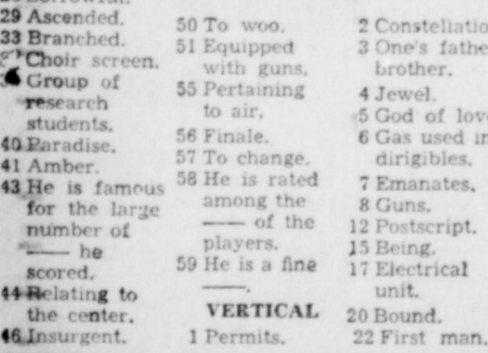 29 Ascended.
33 Branched.
Choir screen.
Group of
research
students.
40 Paradise.
41 Amber.
43 He is famous
for the large
number of
—— he
scored.
44 Relating to
the center.
46 Insurgent.
50 To woo.
51 Equipped
with guns.
55 Pertaining
to air.
56 Finale.
57 To change.
58 He is rated
among the
—— of the
players.
59 He is a fine
——.
VERTICAL
1 Permits.
2 Constellatio
3 One's fathe
brother.
4 Jewel.
5 God of lov
6 Gas used in
dirigibles.
7 Emanates.
8 Guns.
12 Postscript.
15 Being.
17 Electrical
unit.
20 Bound.
22 First man.